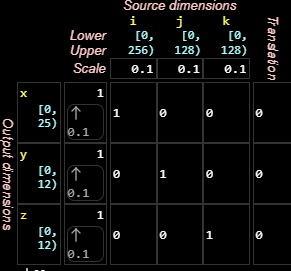 Source dimensions
i j k
Lower [0, [0, [0,
Upper 256) 128) 128)
Scale 0.1 0.1 0.1
Translation
Output dimensions
x [0, 25) 1 ↑ 0.1 1 0 0 0
y [0, 12) 1 ↑ 0.1 0 1 0 0
z [0, 12) 1 ↑ 0.1 0 0 1 0